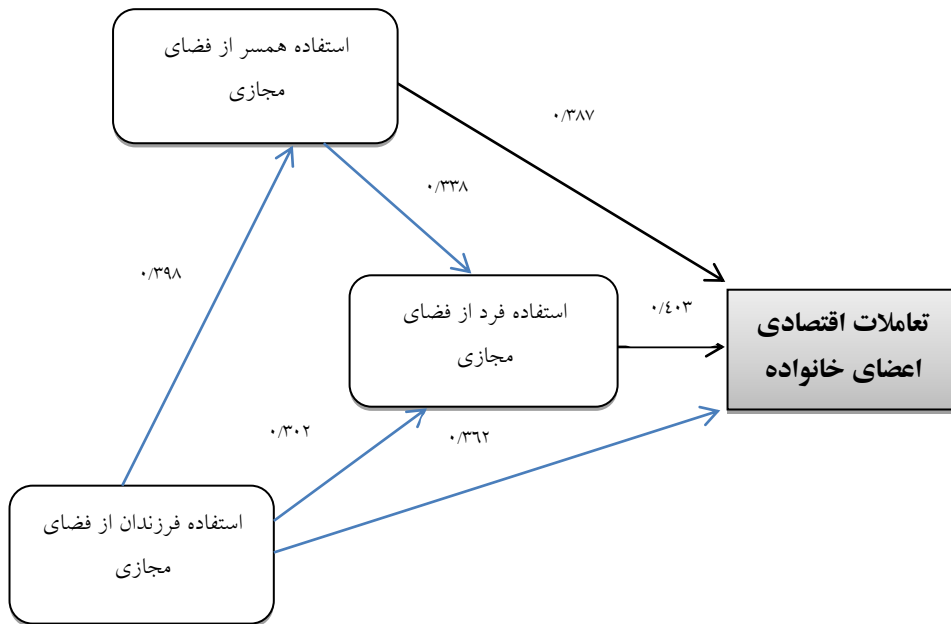 استفاده همسر از فضای
مجازی
۰/۳۸۷
۰/۳۳۸
۰/۳۹۸
استفاده فرد از فضای
مجازی
۰/٤۰۳
تعاملات اقتصادی
اعضای خانواده
۰/۳۰۲
۰/۳٦۲
استفاده فرزندان از فضای
مجازی